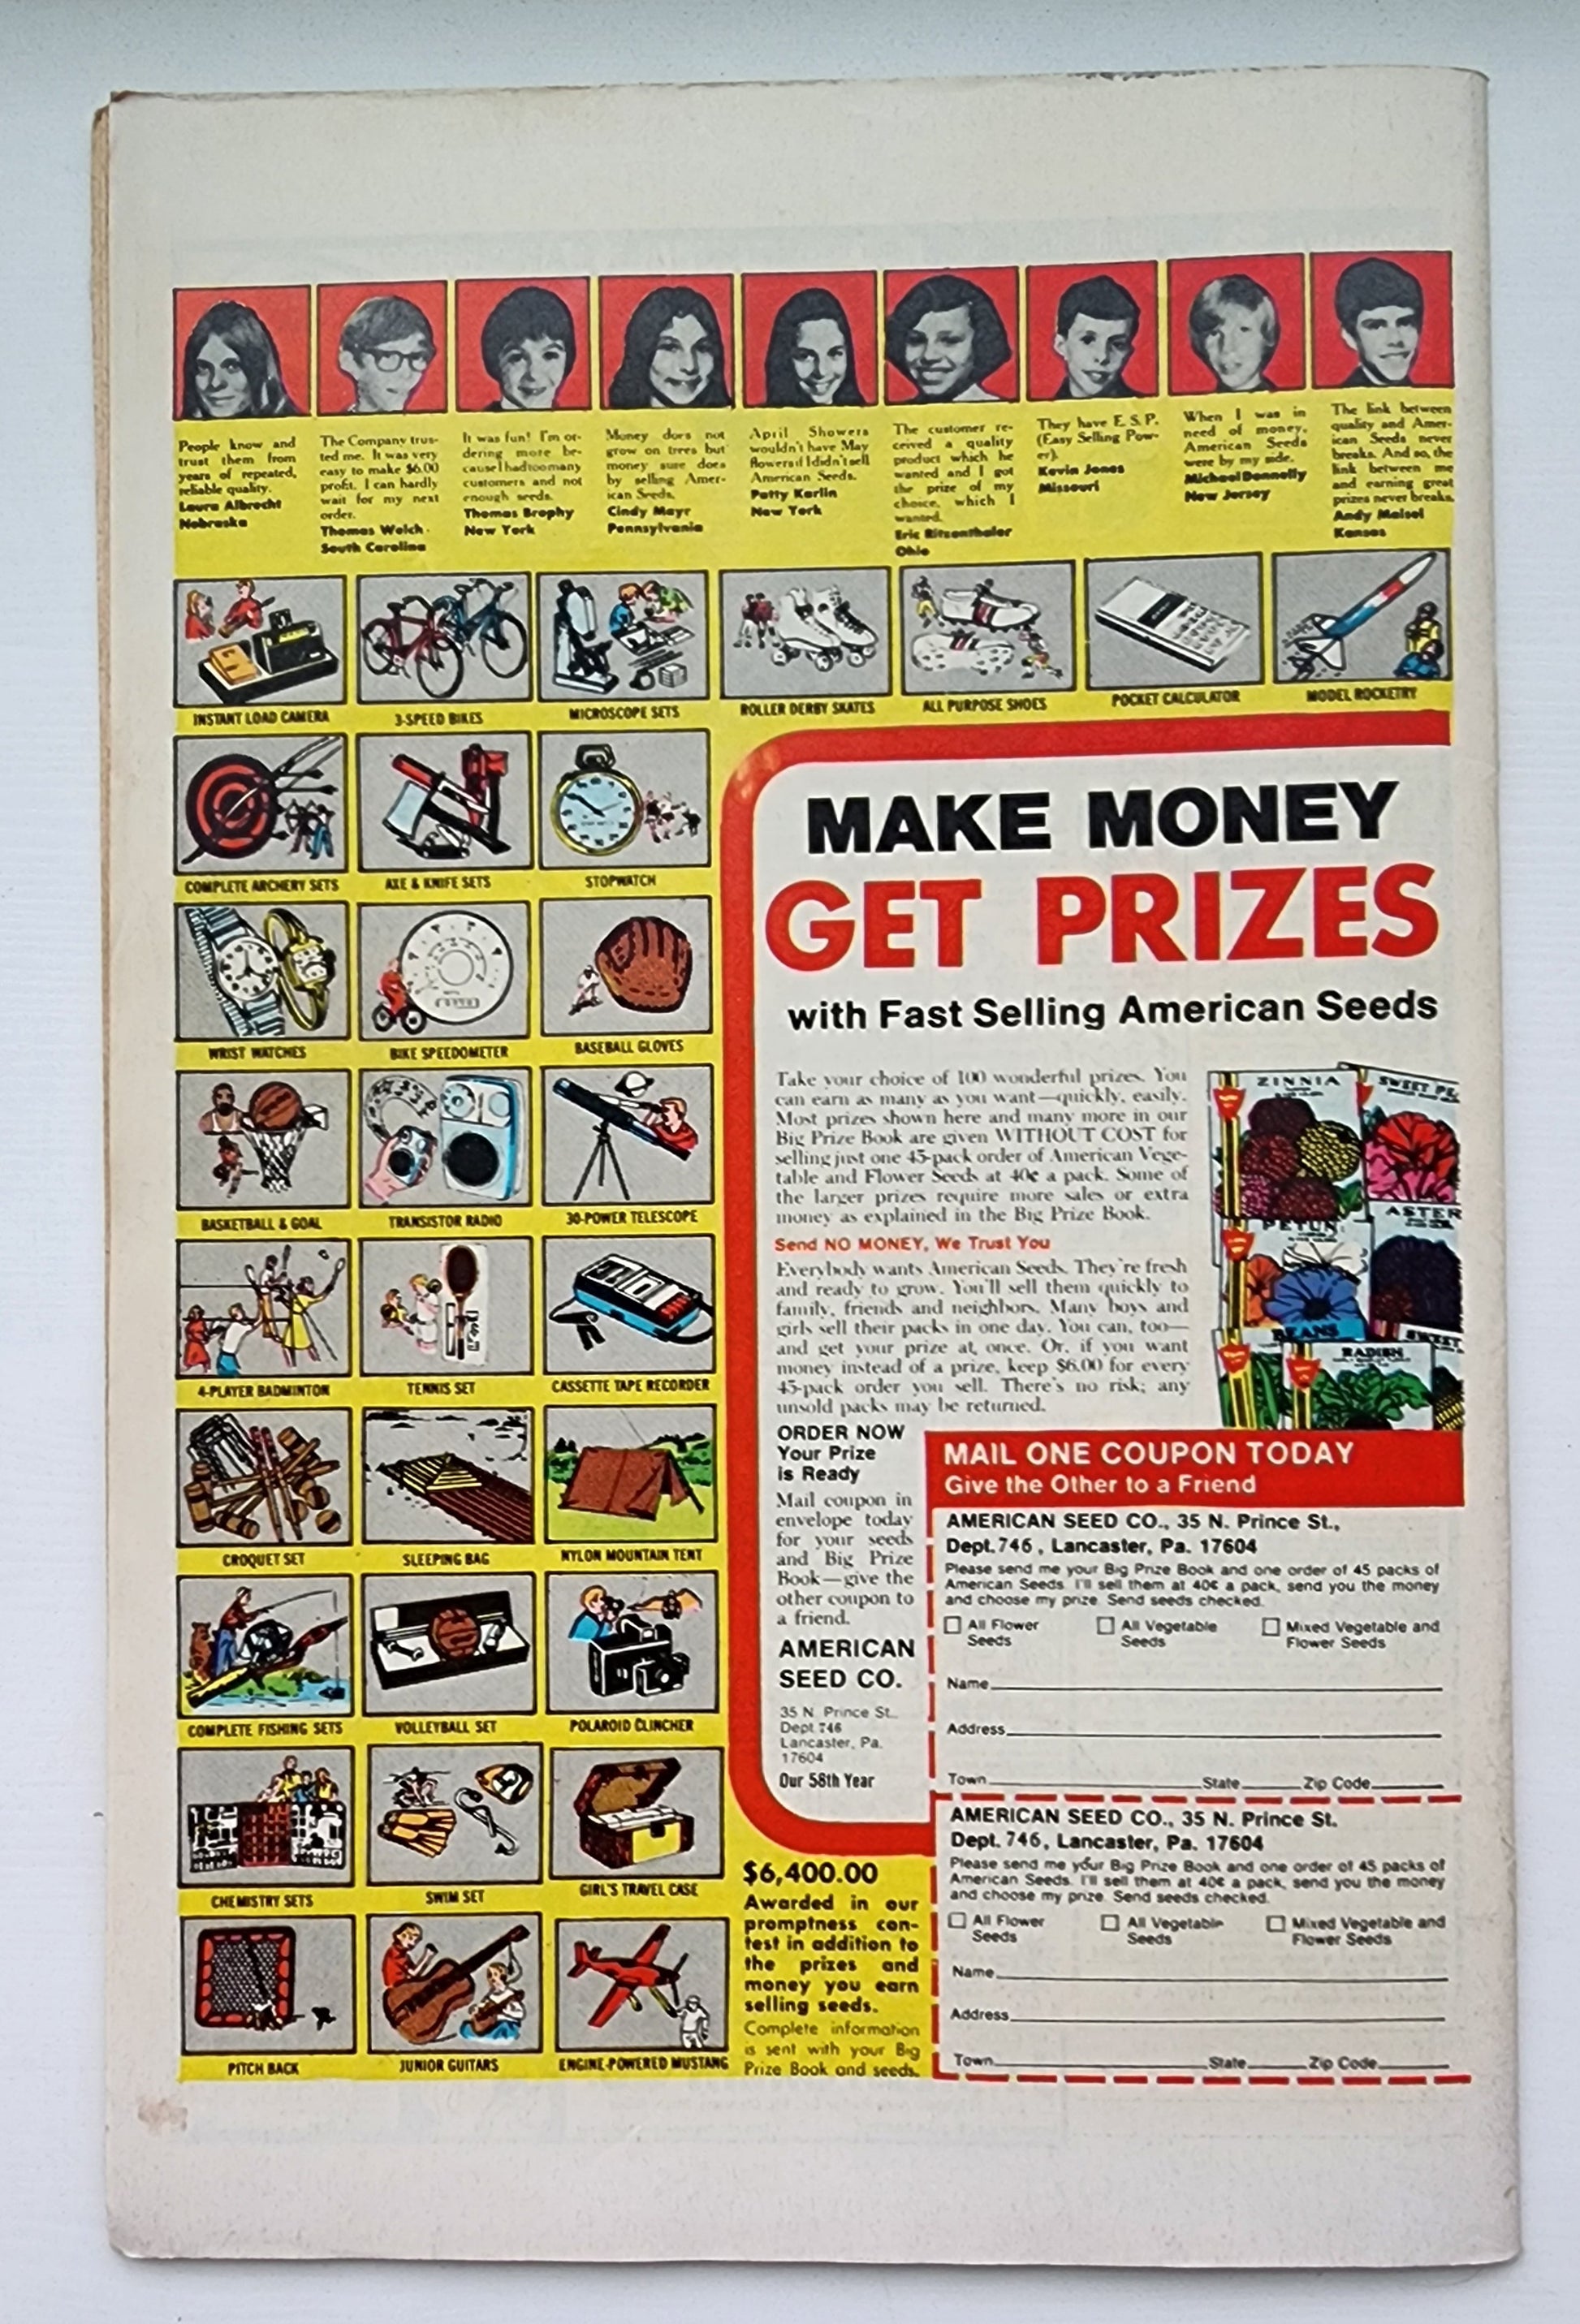 People know and
trust them from
years of repeated,
reliable quality.
Laura Albrecht
Nebraska
The Company trus-
ted me. It was very
easy to make $6.00
profit. I can hardly
wait for my next
order.
Thomas Welch
South Carolina
It was fun! I'm or-
dering more be-
cause I had too many
customers and not
enough seeds.
Thomas Brophy
New York
Money does not
grow on trees but
money sure does
by selling Amer-
ican Seeds.
Cindy Mayr
Pennsylvania
April Showers
wouldn't have May
flowers if I didn't sell
American Seeds.
Patty Karlin
New York
The customer re-
ceived a quality
product which he
wanted and I got
the prize of my
choice, which I
wanted.
Eric Ritzenthaler
Ohio
They have E. S. P.
(Easy Selling Pow-
er).
Kevin Jones
Missouri
When I was in
need of money,
American Seeds
were by my side.
Michael Donnelly
New Jersey
The link between
quality and Amer-
ican Seeds never
breaks. And so, the
link between me
and earning great
prizes never breaks.
Andy Maisel
Kansas
INSTANT LOAD CAMERA
3-SPEED BIKES
MICROSCOPE SETS
ROLLER DERBY SKATES
ALL PURPOSE SHOES
POCKET CALCULATOR
MODEL ROCKETRY
COMPLETE ARCHERY SETS
AXE & KNIFE SETS
STOPWATCH
WRIST WATCHES
BIKE SPEEDOMETER
BASEBALL GLOVES
BASKETBALL & GOAL
TRANSISTOR RADIO
30-POWER TELESCOPE
4-PLAYER BADMINTON
TENNIS SET
CASSETTE TAPE RECORDER
CROQUET SET
SLEEPING BAG
NYLON MOUNTAIN TENT
COMPLETE FISHING SETS
VOLLEYBALL SET
POLAROID CLINCHER
CHEMISTRY SETS
SWIM SET
GIRL'S TRAVEL CASE
PITCH BACK
JUNIOR GUITARS
ENGINE-POWERED MUSTANG
MAKE MONEY
GET PRIZES
with Fast Selling American Seeds
Take your choice of 100 wonderful prizes. You
can earn as many as you want—quickly, easily.
Most prizes shown here and many more in our
Big Prize Book are given WITHOUT COST for
selling just one 45-pack order of American Vege-
table and Flower Seeds at 40¢ a pack. Some of
the larger prizes require more sales or extra
money as explained in the Big Prize Book.
Send NO MONEY, We Trust You
Everybody wants American Seeds. They're fresh
and ready to grow. You'll sell them quickly to
family, friends and neighbors. Many boys and
girls sell their packs in one day. You can, too—
and get your prize at once. Or, if you want
money instead of a prize, keep $6.00 for every
45-pack order you sell. There's no risk; any
unsold packs may be returned.
ZINNIA
SWEET PE
PETUN
ASTER
BEANS
RADISH
SWEET
ORDER NOW
Your Prize
is Ready
Mail coupon in
envelope today
for your seeds
and Big Prize
Book—give the
other coupon to
a friend.
AMERICAN
SEED CO.
35 N. Prince St.,
Dept 746
Lancaster, Pa.
17604
Our 58th Year
MAIL ONE COUPON TODAY
Give the Other to a Friend
AMERICAN SEED CO., 35 N. Prince St.,
Dept. 746, Lancaster, Pa. 17604
Please send me your Big Prize Book and one order of 45 packs of
American Seeds. I'll sell them at 40¢ a pack, send you the money
and choose my prize. Send seeds checked.
All Flower
Seeds
All Vegetable
Seeds
Mixed Vegetable and
Flower Seeds
Name
Address
Town State Zip Code
AMERICAN SEED CO., 35 N. Prince St.
Dept. 746, Lancaster, Pa. 17604
Please send me your Big Prize Book and one order of 45 packs of
American Seeds. I'll sell them at 40¢ a pack, send you the money
and choose my prize. Send seeds checked.
All Flower
Seeds
All Vegetable
Seeds
Mixed Vegetable and
Flower Seeds
Name
Address
Town State Zip Code
$6,400.00
Awarded in our
promptness con-
test in addition to
the prizes and
money you earn
selling seeds.
Complete information
is sent with your Big
Prize Book and seeds.